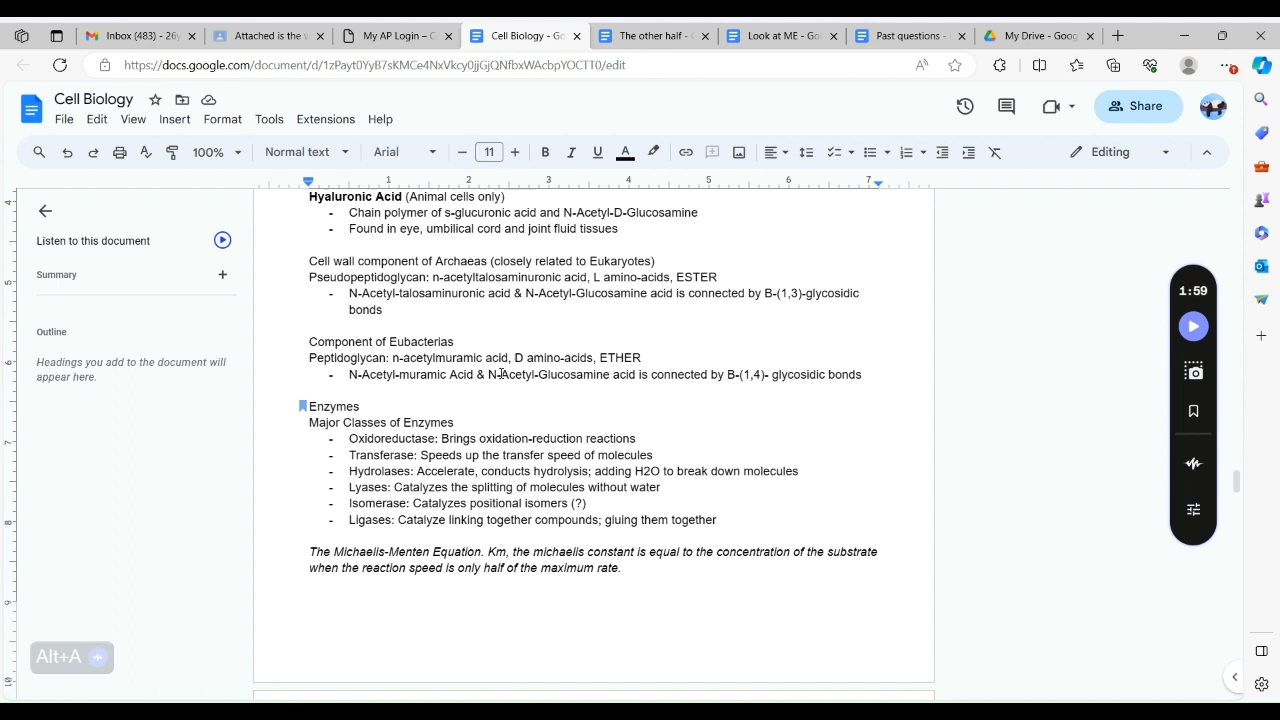 Inbox (483) - 26
Attached is the v
My AP Login – C
Cell Biology - Go
The other half -
Look at ME - Go
Past questions -
My Drive - Goog
https://docs.google.com/document/d/1zPayt0YyB7sKMCe4NxVkcy0jjGjQNfbxWAcbpYOCTT0/edit
Cell Biology
File Edit View Insert Format Tools Extensions Help
Share
100% Normal text Arial 11 B I U A Editing
1 2 3 4 5 6 7
Listen to this document
Summary
Outline
Headings you add to the document will
appear here.
Hyaluronic Acid (Animal cells only)
- Chain polymer of s-glucuronic acid and N-Acetyl-D-Glucosamine
- Found in eye, umbilical cord and joint fluid tissues
Cell wall component of Archaeas (closely related to Eukaryotes)
Pseudopeptidoglycan: n-acetyltalosaminuronic acid, L amino-acids, ESTER
- N-Acetyl-talosaminuronic acid & N-Acetyl-Glucosamine acid is connected by B-(1,3)-glycosidic
bonds
Component of Eubacterias
Peptidoglycan: n-acetylmuramic acid, D amino-acids, ETHER
- N-Acetyl-muramic Acid & N-Acetyl-Glucosamine acid is connected by B-(1,4)- glycosidic bonds
Enzymes
Major Classes of Enzymes
- Oxidoreductase: Brings oxidation-reduction reactions
- Transferase: Speeds up the transfer speed of molecules
- Hydrolases: Accelerate, conducts hydrolysis; adding H2O to break down molecules
- Lyases: Catalyzes the splitting of molecules without water
- Isomerase: Catalyzes positional isomers (?)
- Ligases: Catalyze linking together compounds; gluing them together
The Michaelis-Menten Equation. Km, the michaelis constant is equal to the concentration of the substrate
when the reaction speed is only half of the maximum rate.
1:59
Alt+A